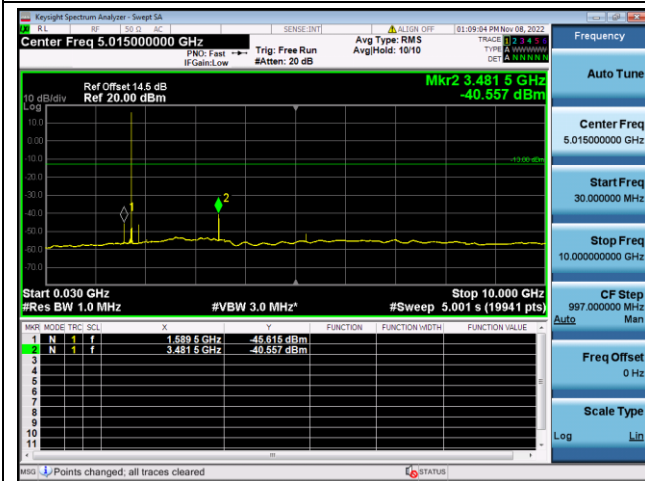 Keysight Spectrum Analyzer - Swept SA
RL RF 50 Ω AC SENSE:INT ALIGN OFF 01:09:04 PM Nov 08, 2022
Center Freq 5.015000000 GHz
PNO: Fast
IFGain:Low
Trig: Free Run
#Atten: 20 dB
Avg Type: RMS
Avg|Hold: 10/10
TRACE 1 2 3 4 5 6
TYPE A WWWWW
DET A N N N N N
Ref Offset 14.5 dB
Ref 20.00 dBm
10 dB/div
Log
Mkr2 3.481 5 GHz
-40.557 dBm
10.0
0.00
-10.0
-13.00 dBm
-20.0
-30.0
-40.0
-50.0
-60.0
-70.0
1
2
Start 0.030 GHz Stop 10.000 GHz
#Res BW 1.0 MHz #VBW 3.0 MHz* #Sweep 5.001 s (19941 pts)
MKR MODE TRC SCL X Y FUNCTION FUNCTION WIDTH FUNCTION VALUE
1 N 1 f 1.589 5 GHz -45.615 dBm
2 N 1 f 3.481 5 GHz -40.557 dBm
3
4
5
6
7
8
9
10
11
MSG Points changed; all traces cleared STATUS
Frequency
Auto Tune
Center Freq
5.015000000 GHz
Start Freq
30.000000 MHz
Stop Freq
10.000000000 GHz
CF Step
997.000000 MHz
Auto Man
Freq Offset
0 Hz
Scale Type
Log Lin